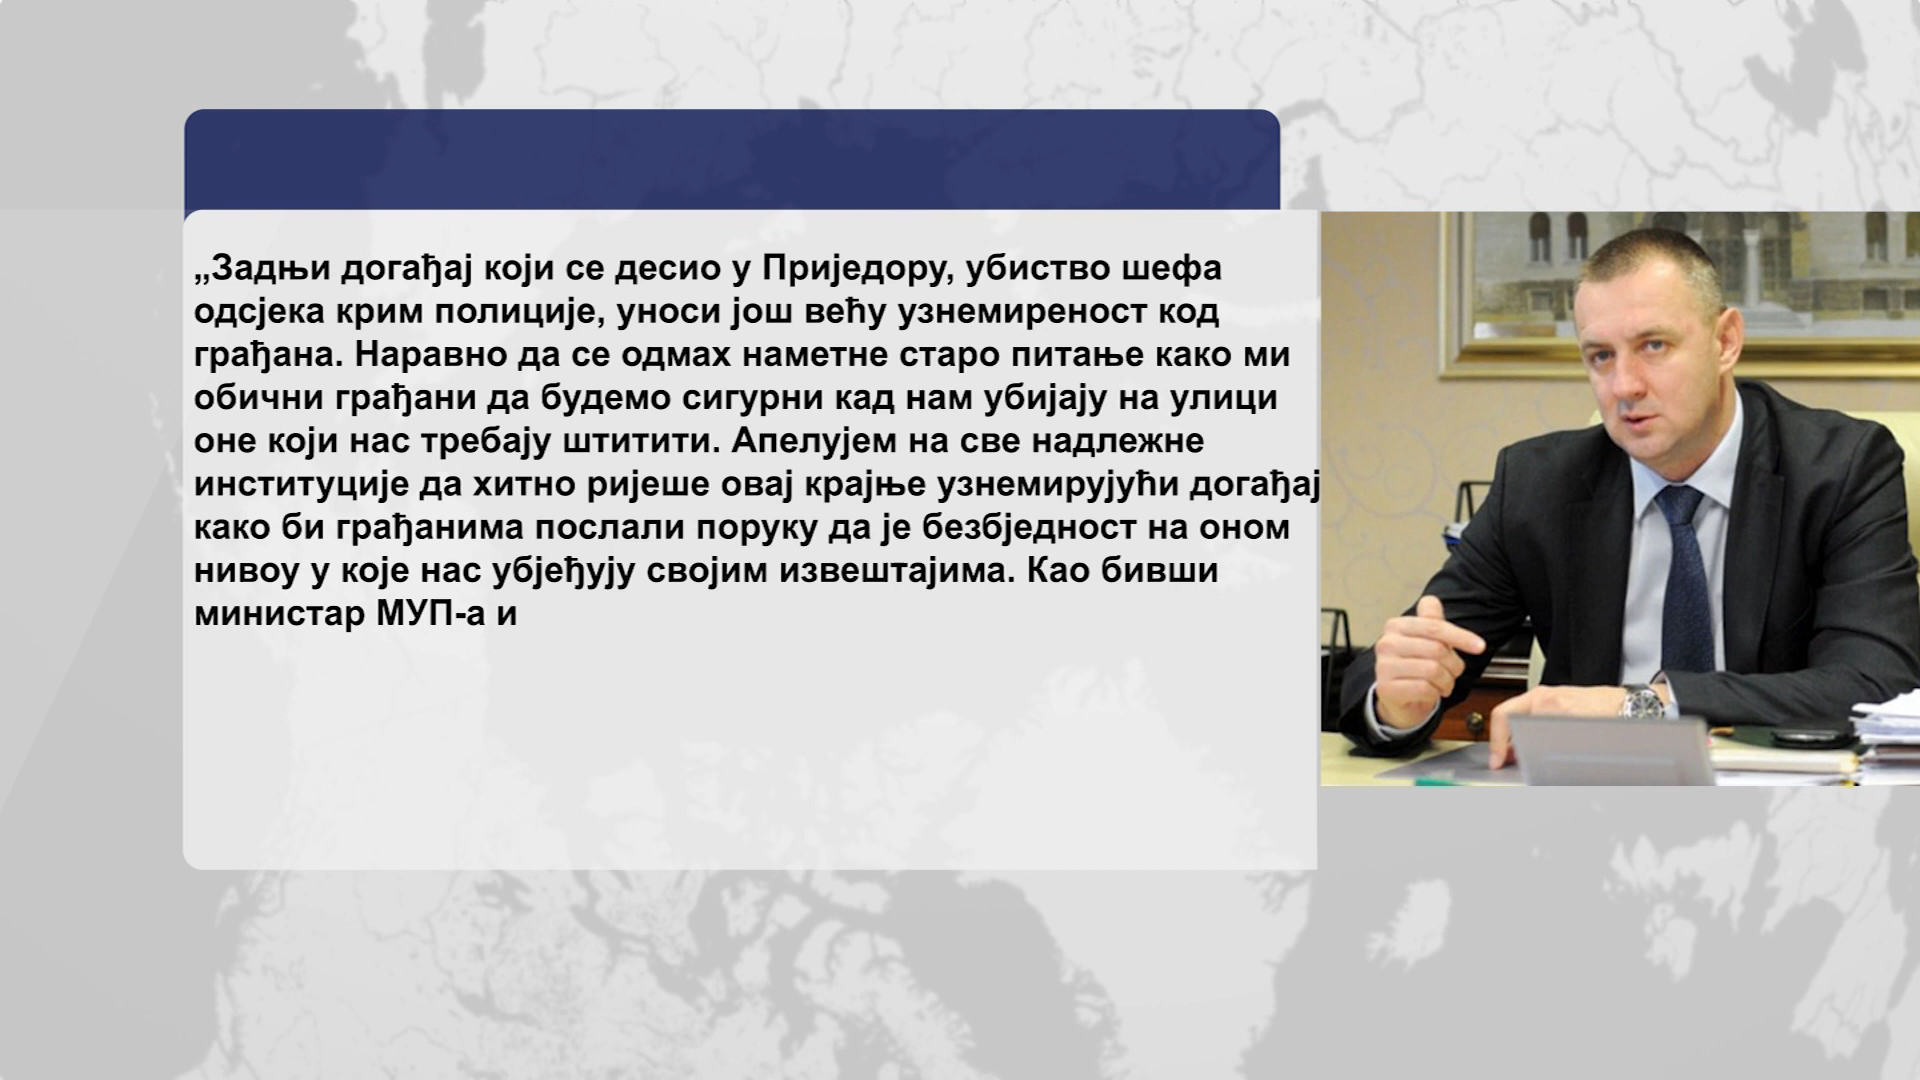 „Задњи догађај који се десио у Приједору, убиство шефа
одсјека крим полиције, уноси још већу узнемиреност код
грађана. Наравно да се одмах наметне старо питање како ми
обични грађани да будемо сигурни кад нам убијају на улици
оне који нас требају штитити. Апелујем на све надлежне
институције да хитно ријеше овај крајње узнемирујући догађај
како би грађанима послали поруку да је безбједност на оном
нивоу у које нас убјеђују својим извештајима. Као бивши
министар МУП-а и